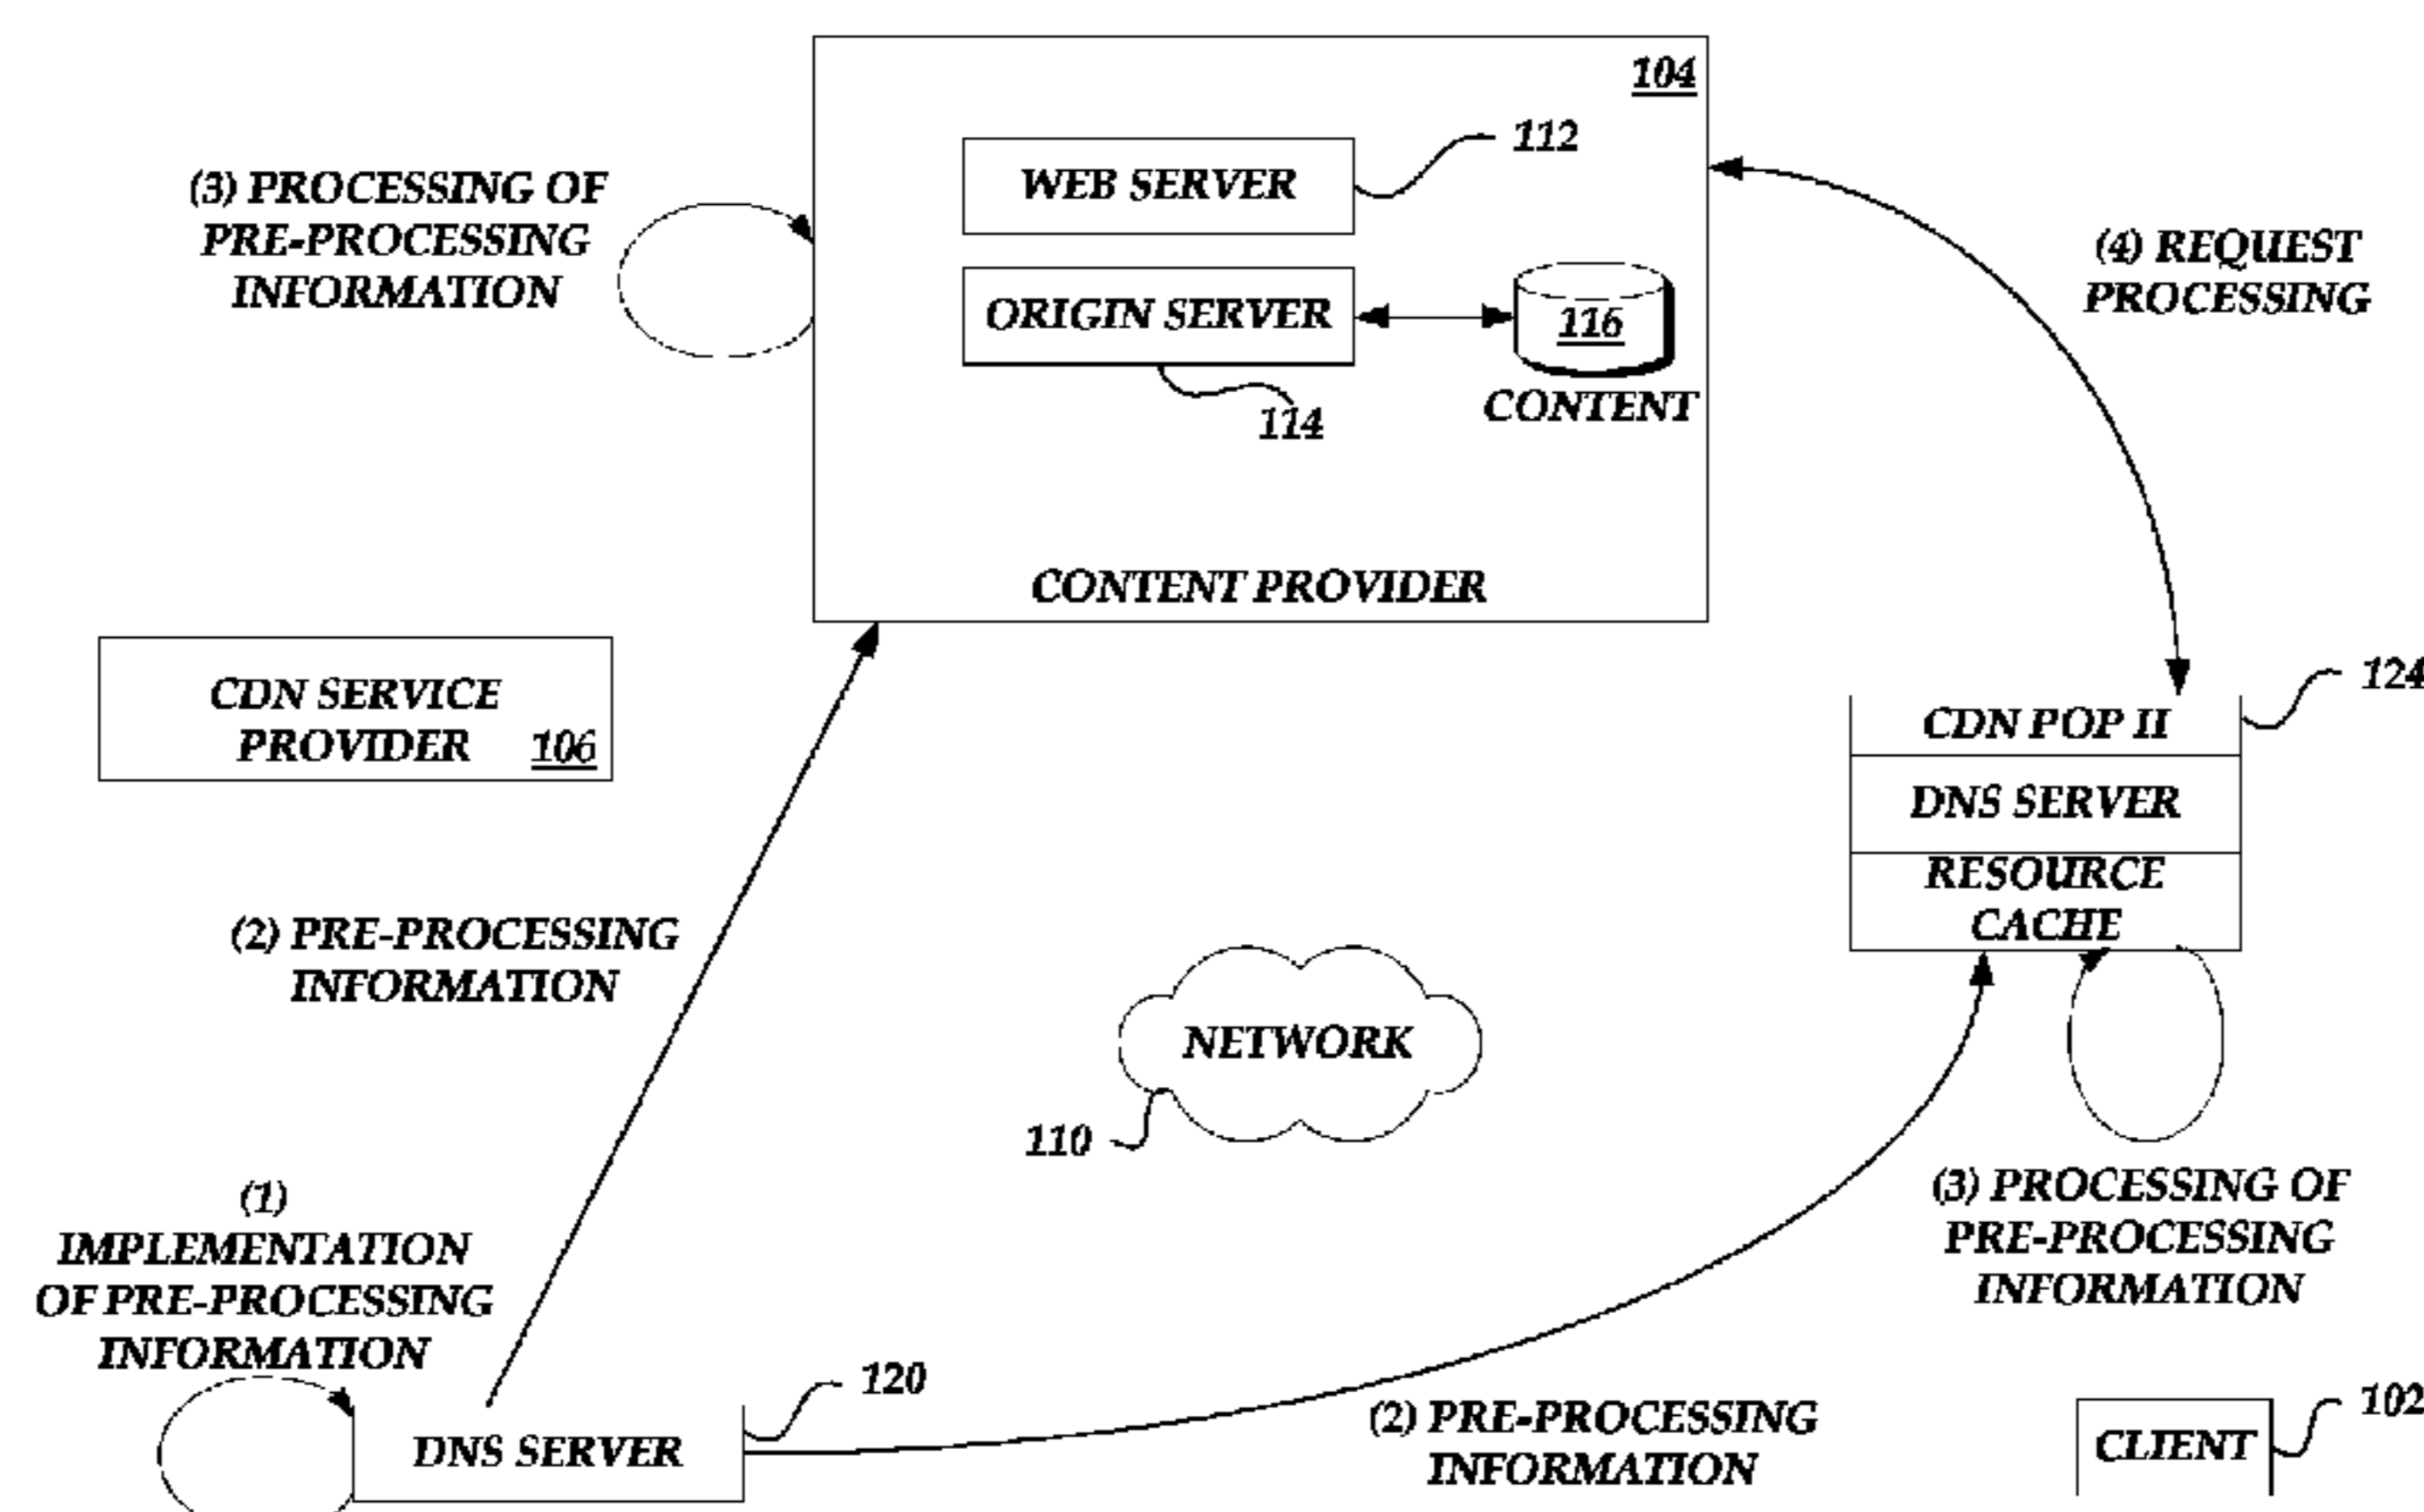 104
112
WEB SERVER
(3) PROCESSING OF
PRE-PROCESSING
INFORMATION
ORIGIN SERVER
116
CONTENT
114
CONTENT PROVIDER
(4) REQUEST
PROCESSING
CDN SERVICE
PROVIDER 106
124
CDN POP II
DNS SERVER
RESOURCE
CACHE
(2) PRE-PROCESSING
INFORMATION
NETWORK
110
(1)
IMPLEMENTATION
OF PRE-PROCESSING
INFORMATION
(3) PROCESSING OF
PRE-PROCESSING
INFORMATION
120
DNS SERVER
(2) PRE-PROCESSING
INFORMATION
102
CLIENT